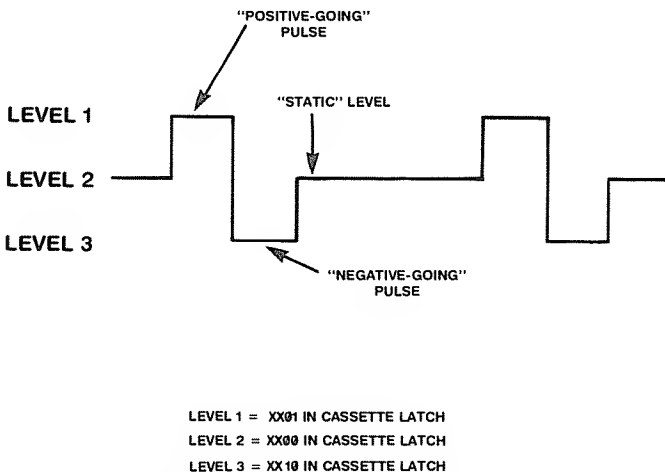 "POSITIVE-GOING"
PULSE
"STATIC" LEVEL
LEVEL 1
LEVEL 2
LEVEL 3
"NEGATIVE-GOING"
PULSE
LEVEL 1 = XX01 IN CASSETTE LATCH
LEVEL 2 = XX00 IN CASSETTE LATCH
LEVEL 3 = XX10 IN CASSETTE LATCH